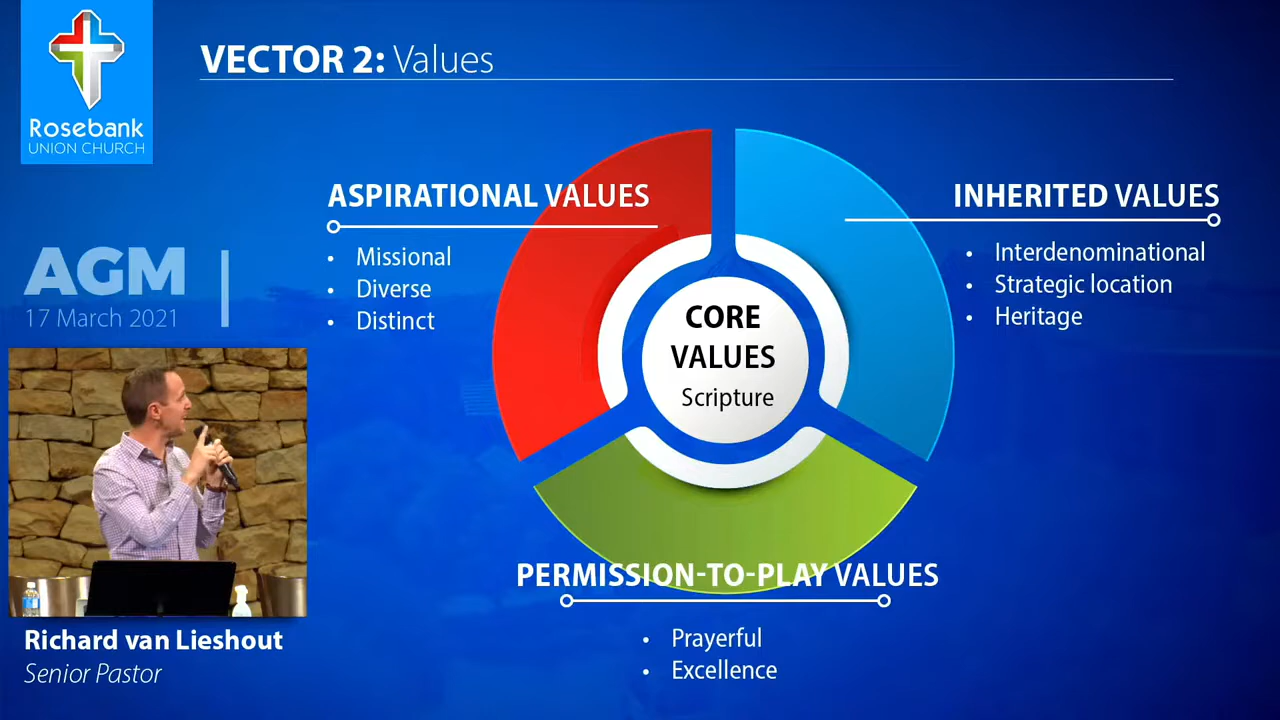 Rosebank
UNION CHURCH
VECTOR 2: Values
AGM
17 March 2021
Richard van Lieshout
Senior Pastor
ASPIRATIONAL VALUES
• Missional
• Diverse
• Distinct
CORE
VALUES
Scripture
INHERITED VALUES
• Interdenominational
• Strategic location
• Heritage
PERMISSION-TO-PLAY VALUES
• Prayerful
• Excellence